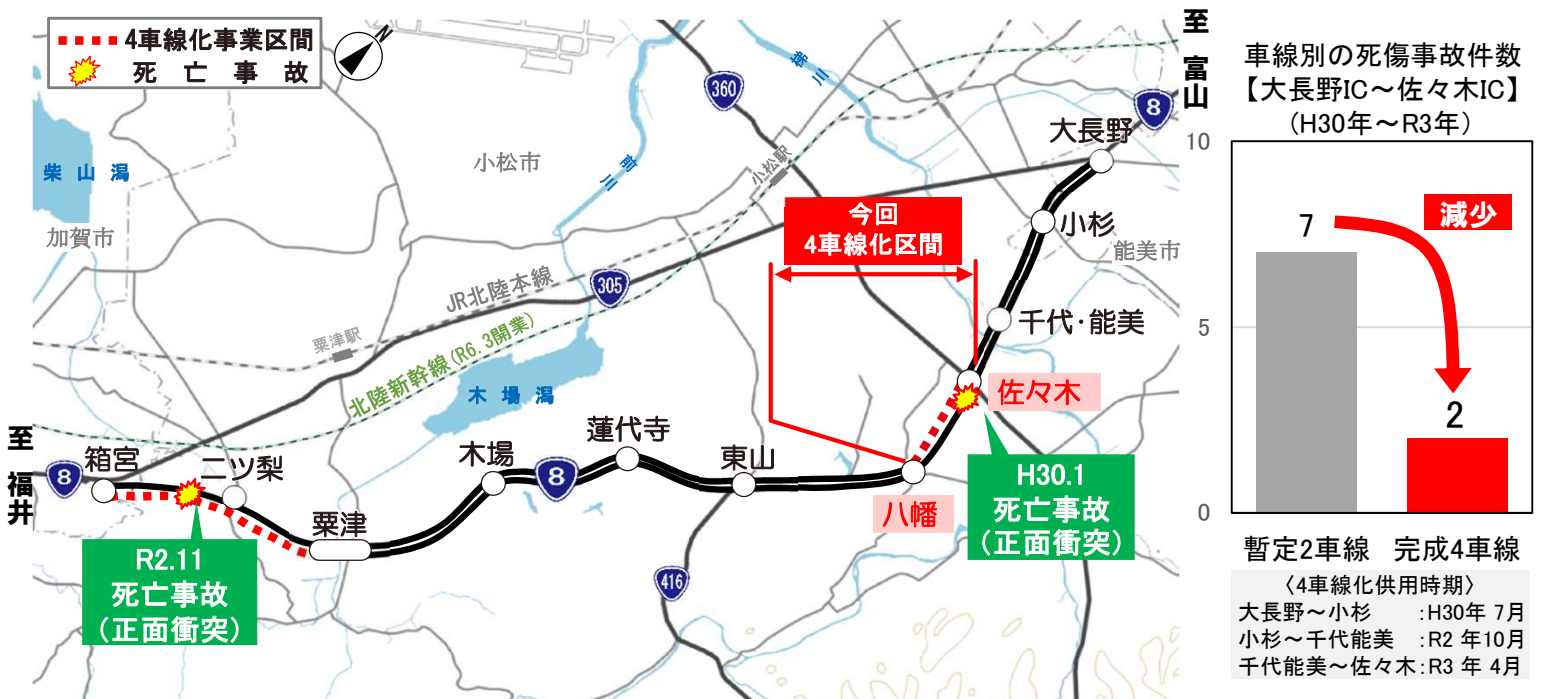 4車線化事業区間
死亡事故
N
柴山潟
加賀市
小松市
360
梯川
前川
小松駅
至 富山
8
大長野
小杉
能美市
千代・能美
今回
4車線化区間
JR北陸本線
305
粟津駅
北陸新幹線(R6.3開業)
木場潟
佐々木
至 福井
8
箱宮
二ツ梨
粟津
木場
8
蓮代寺
東山
八幡
416
R2.11
死亡事故
(正面衝突)
H30.1
死亡事故
(正面衝突)
車線別の死傷事故件数
【大長野IC～佐々木IC】
(H30年～R3年)
10
5
0
7
減少
2
暫定2車線 完成4車線
〈4車線化供用時期〉
大長野～小杉 :H30年 7月
小杉～千代能美 :R2 年10月
千代能美～佐々木:R3 年 4月